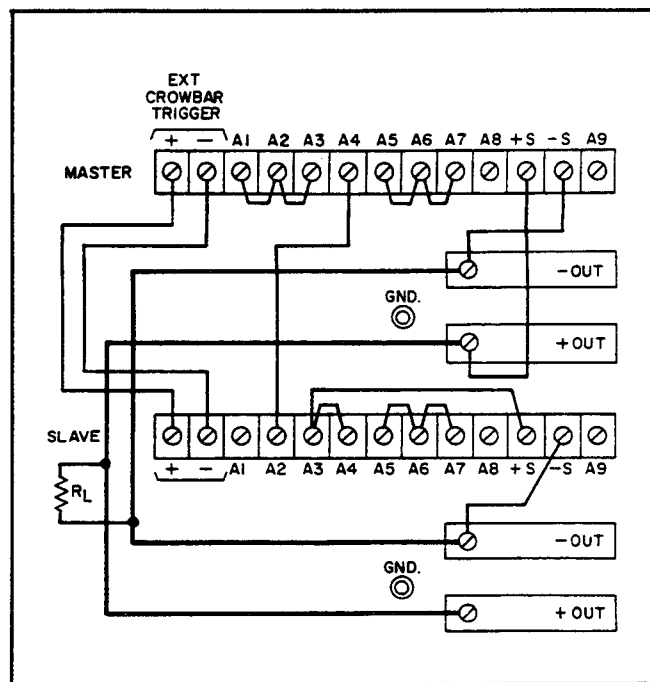 EXT
CROWBAR
TRIGGER
+ − A1 A2 A3 A4 A5 A6 A7 A8 +S −S A9
MASTER
−OUT
GND.
+OUT
SLAVE
+ − A1 A2 A3 A4 A5 A6 A7 A8 +S −S A9
RL
−OUT
GND.
+OUT